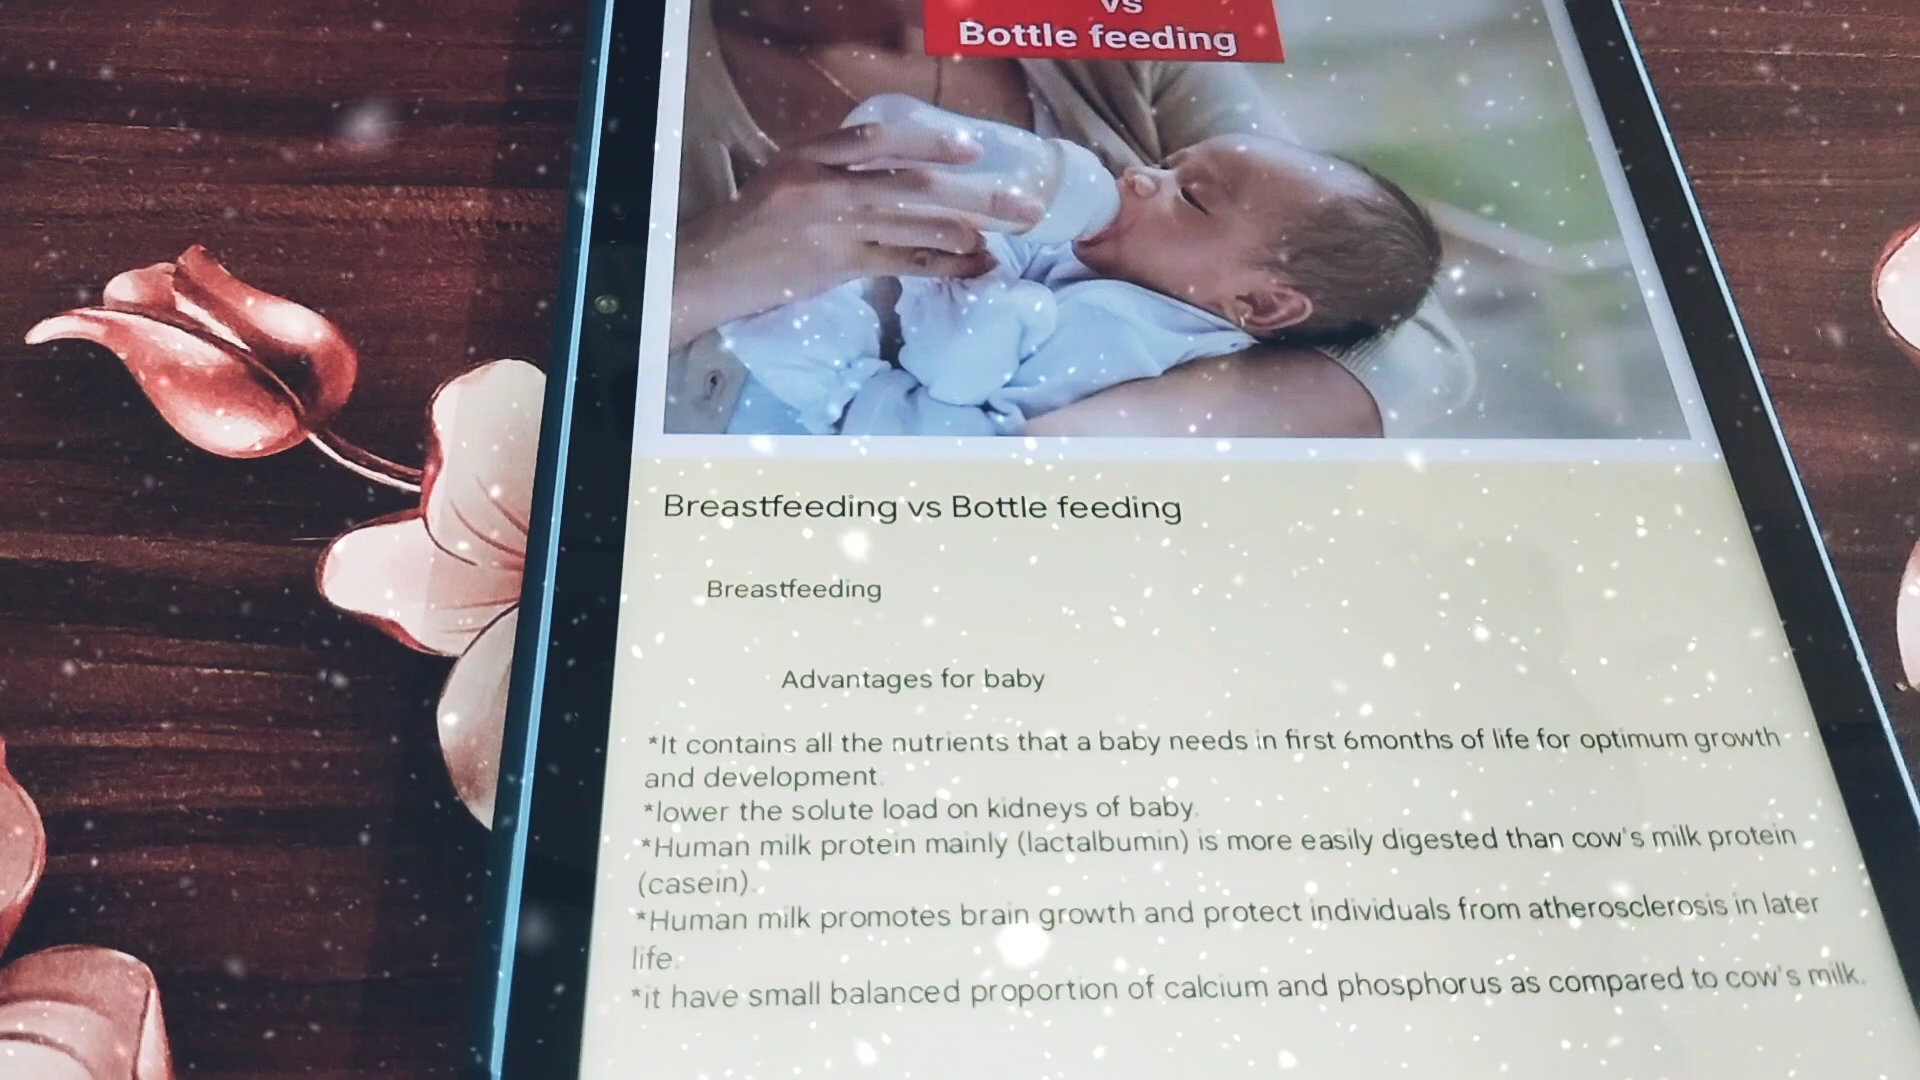 vs
Bottle feeding
Breastfeeding vs Bottle feeding
Breastfeeding
Advantages for baby
*It contains all the nutrients that a baby needs in first 6months of life for optimum growth
and development.
*lower the solute load on kidneys of baby.
*Human milk protein mainly (lactalbumin) is more easily digested than cow's milk protein
(casein).
*Human milk promotes brain growth and protect individuals from atherosclerosis in later
life.
*it have small balanced proportion of calcium and phosphorus as compared to cow's milk.